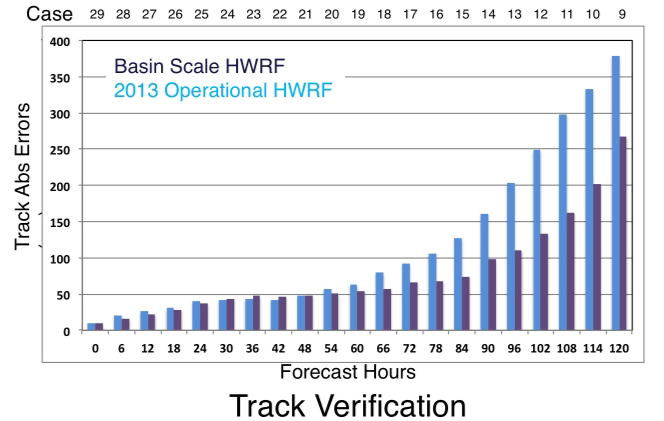 Case 29 28 27 26 25 24 23 22 21 20 19 18 17 16 15 14 13 12 11 10 9
400
Basin Scale HWRF
2013 Operational HWRF
350
300
250
200
150
100
50
0
Track Abs Errors
0 6 12 18 24 30 36 42 48 54 60 66 72 78 84 90 96 102 108 114 120
Forecast Hours
Track Verification